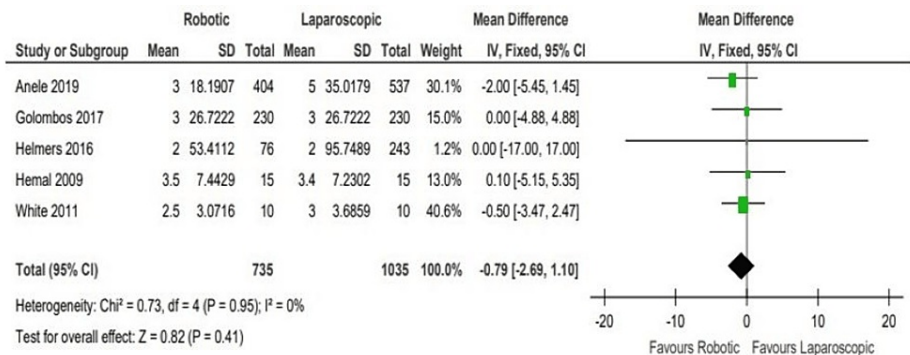 Robotic Laparoscopic Mean Difference Mean Difference
Study or Subgroup Mean SD Total Mean SD Total Weight IV, Fixed, 95% CI IV, Fixed, 95% CI
Anele 2019 3 18.1907 404 5 35.0179 537 30.1% -2.00 [-5.45, 1.45]
Golombos 2017 3 26.7222 230 3 26.7222 230 15.0% 0.00 [-4.88, 4.88]
Helmers 2016 2 53.4112 76 2 95.7489 243 1.2% 0.00 [-17.00, 17.00]
Hemal 2009 3.5 7.4429 15 3.4 7.2302 15 13.0% 0.10 [-5.15, 5.35]
White 2011 2.5 3.0716 10 3 3.6859 10 40.6% -0.50 [-3.47, 2.47]
Total (95% CI) 735 1035 100.0% -0.79 [-2.69, 1.10]
Heterogeneity: Chi² = 0.73, df = 4 (P = 0.95); I² = 0%
Test for overall effect: Z = 0.82 (P = 0.41)
-20 -10 0 10 20
Favours Robotic Favours Laparoscopic